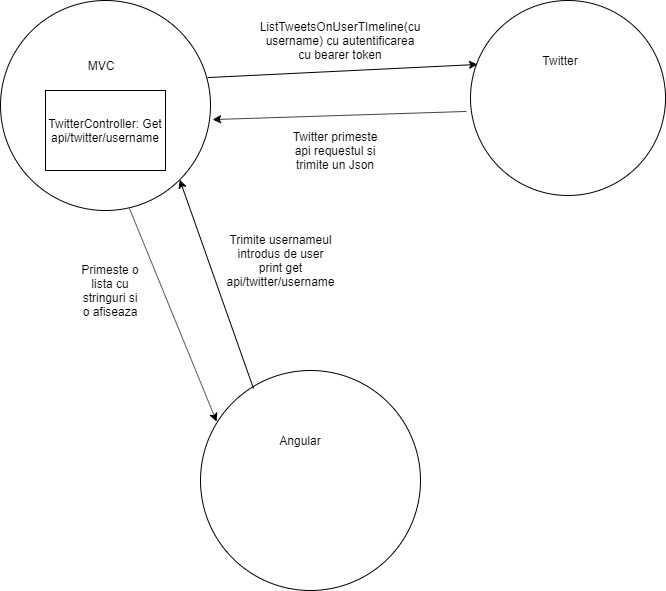 MVC
TwitterController: Get
api/twitter/username
ListTweetsOnUserTImeline(cu
username) cu autentificarea
cu bearer token
Twitter
Twitter primeste
api requestul si
trimite un Json
Trimite usernameul
introdus de user
print get
api/twitter/username
Primeste o
lista cu
stringuri si
o afiseaza
Angular